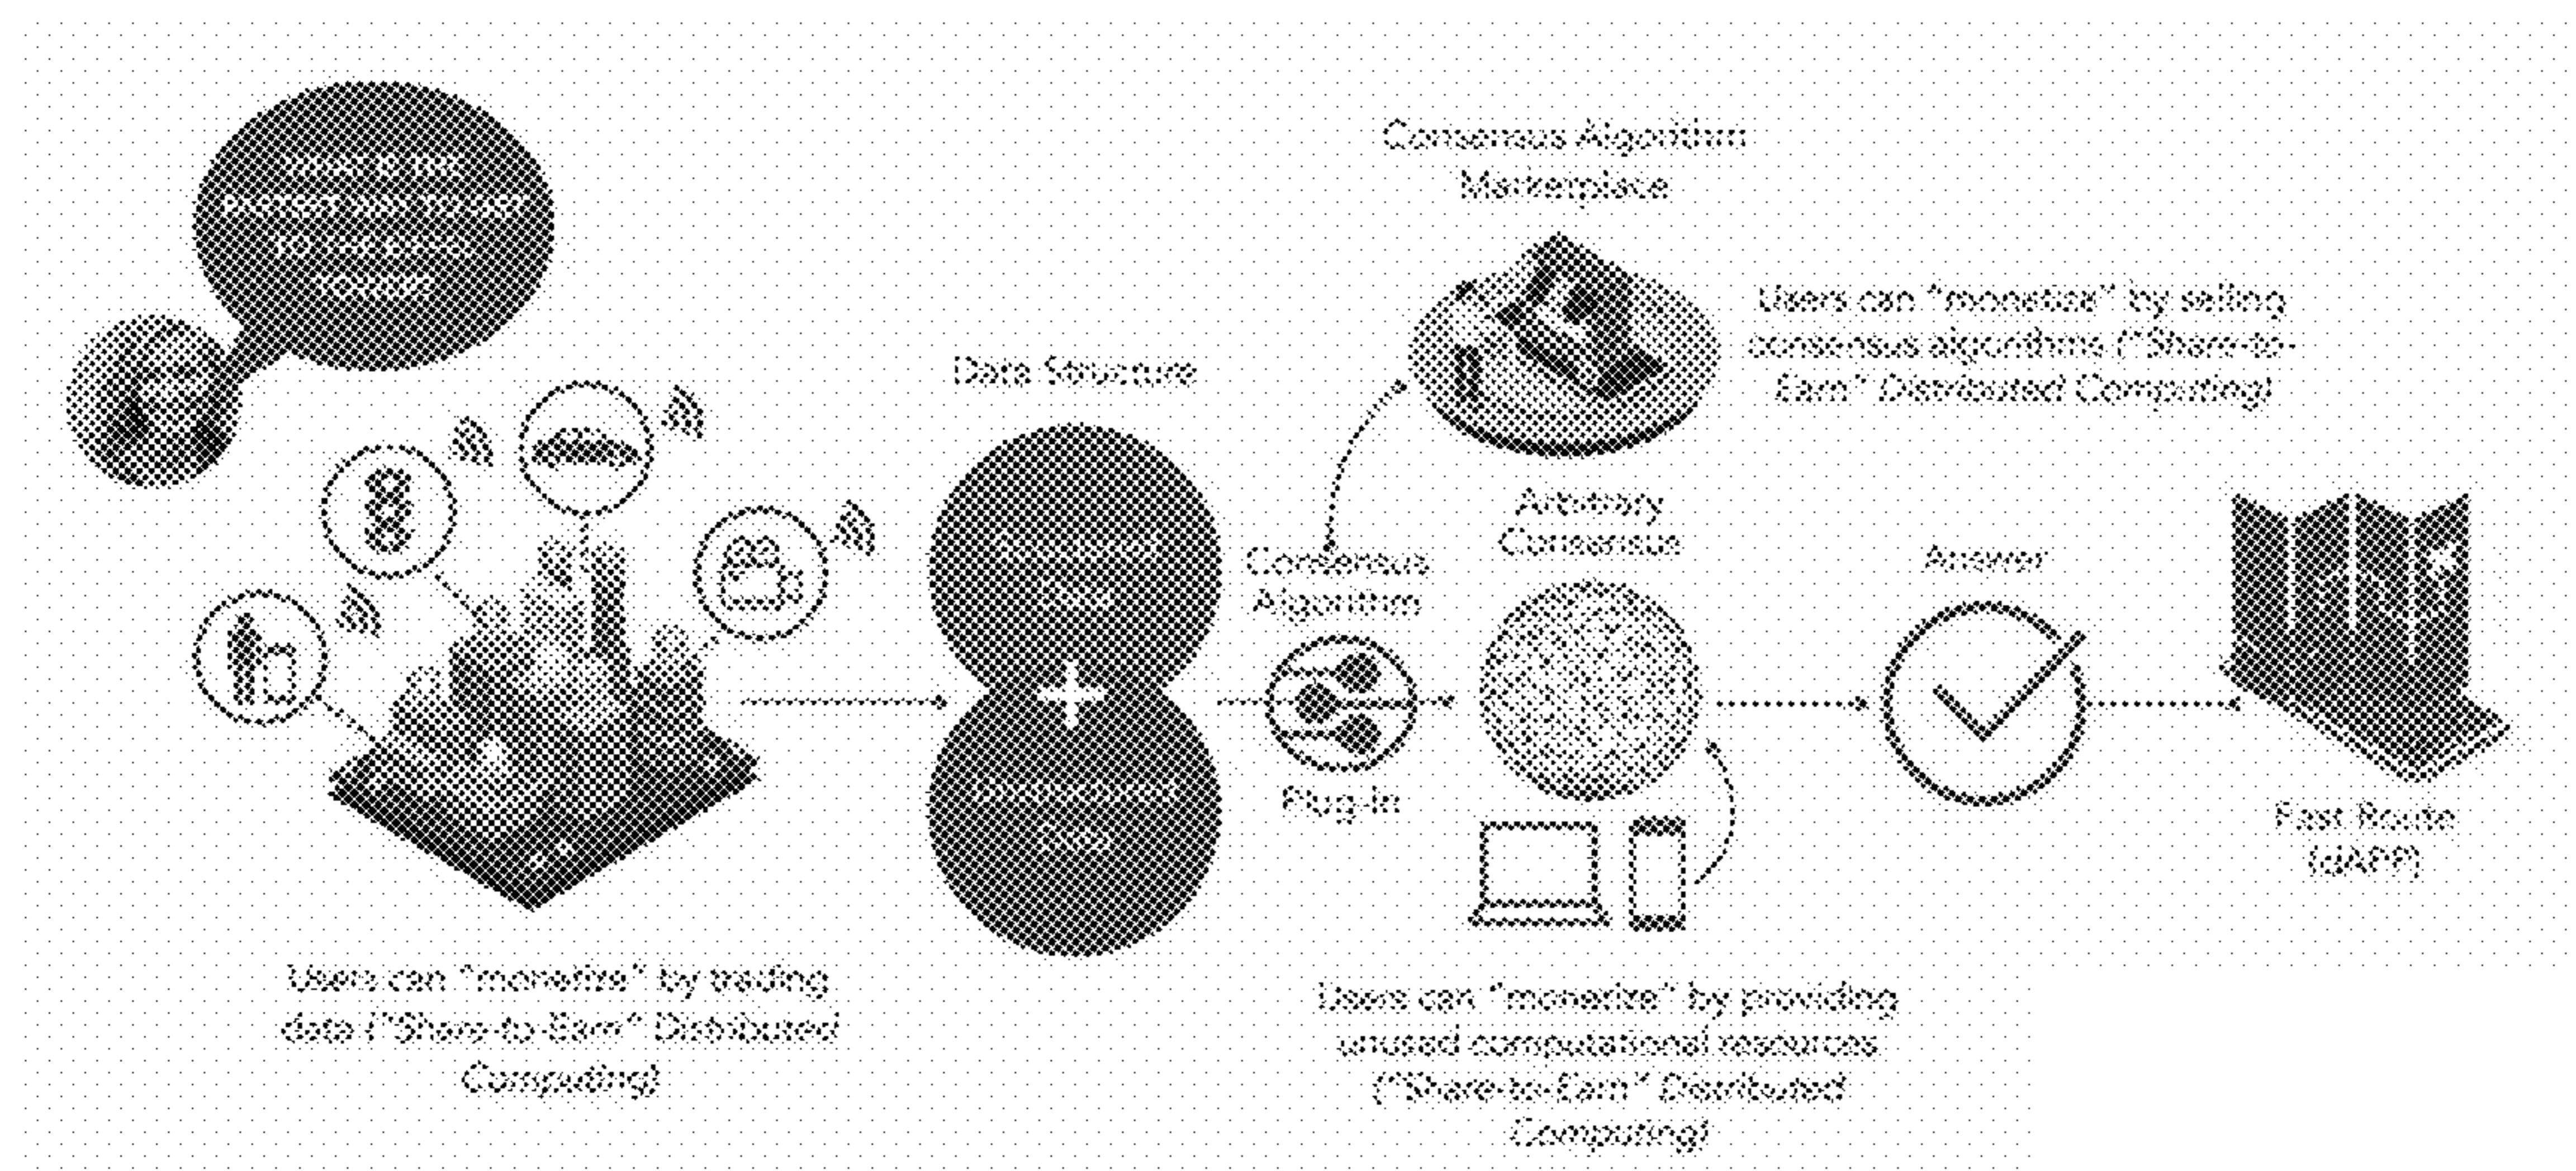 Consensus Algorithm
Marketplace
Users can "monetize" by selling
consensus algorithms ("Share-to-
Earn" Distributed Computing)
Data Structure
Arbitrary
Consensus
Consensus
Algorithm
Plug-in
Answer
Fast Route
(dAPP)
Users can "monetize" by trading
data ("Share-to-Earn" Distributed
Computing)
Users can "monetize" by providing
unused computational resources
("Share-to-Earn" Distributed
Computing)